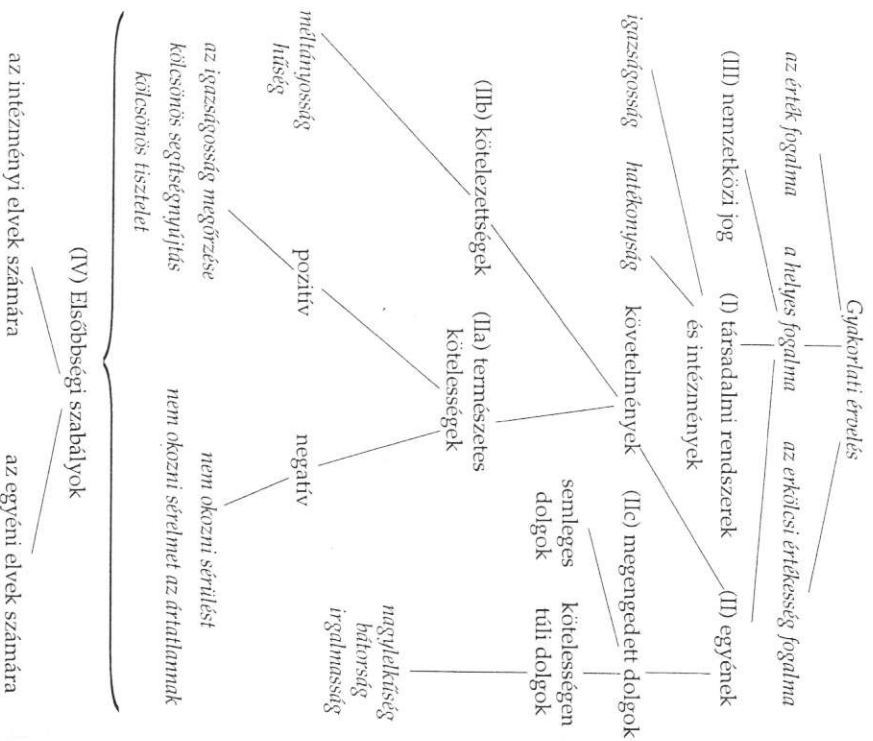 Gyakorlati érvelés
az érték fogalma
a helyes fogalma
az erkölcsi értékesség fogalma
(III) nemzetközi jog
(I) társadalmi rendszerek
és intézmények
(II) egyének
igazságosság
hatékonyság
követelmények
(IIc) megengedett dolgok
semleges
dolgok
kötelességen
túli dolgok
(IIb) kötelezettségek
(IIa) természetes
kötelességek
nagylelkűség
bátorság
irgalmasság
méltányosság
hűség
pozitív
negatív
az igazságosság megőrzése
kölcsönös segítségnyújtás
kölcsönös tisztelet
nem okozni sérülést
nem okozni sérelmet az ártatlannak
(IV) Elsőbbségi szabályok
az intézményi elvek számára
az egyéni elvek számára